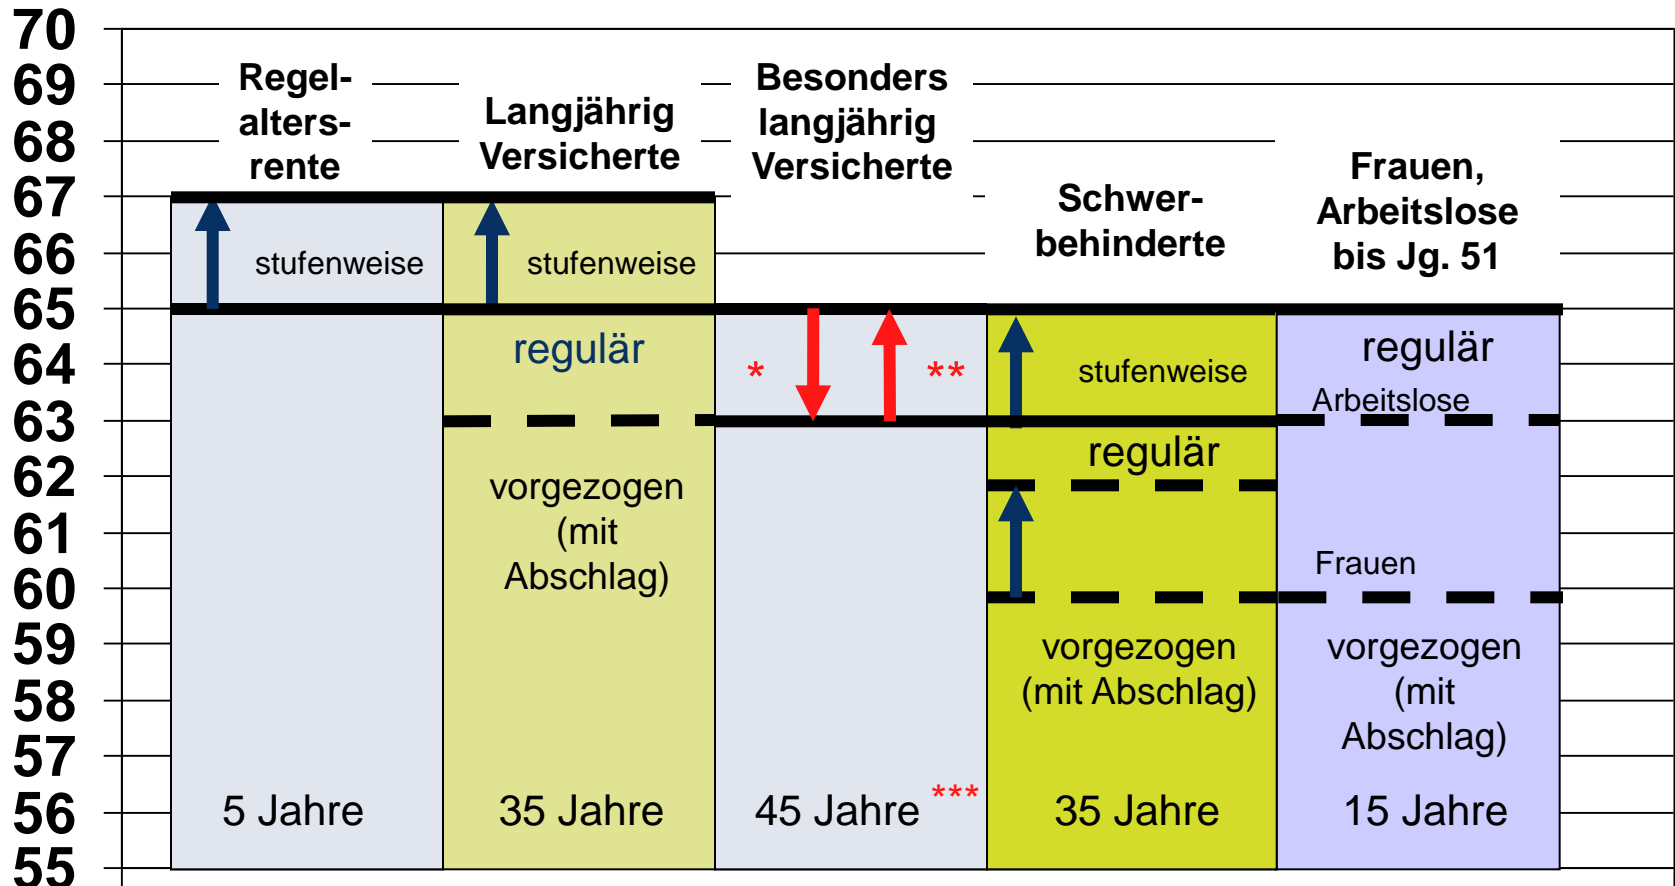 70
69
68
67
66
65
64
63
62
61
60
59
58
57
56
55
Regel-
alters-
rente
stufenweise
5 Jahre
Langjährig
Versicherte
stufenweise
regulär
vorgezogen
(mit
Abschlag)
35 Jahre
Besonders
langjährig
Versicherte
* **
45 Jahre ***
Schwer-
behinderte
stufenweise
regulär
vorgezogen
(mit Abschlag)
35 Jahre
Frauen,
Arbeitslose
bis Jg. 51
regulär
Arbeitslose
Frauen
vorgezogen
(mit
Abschlag)
15 Jahre